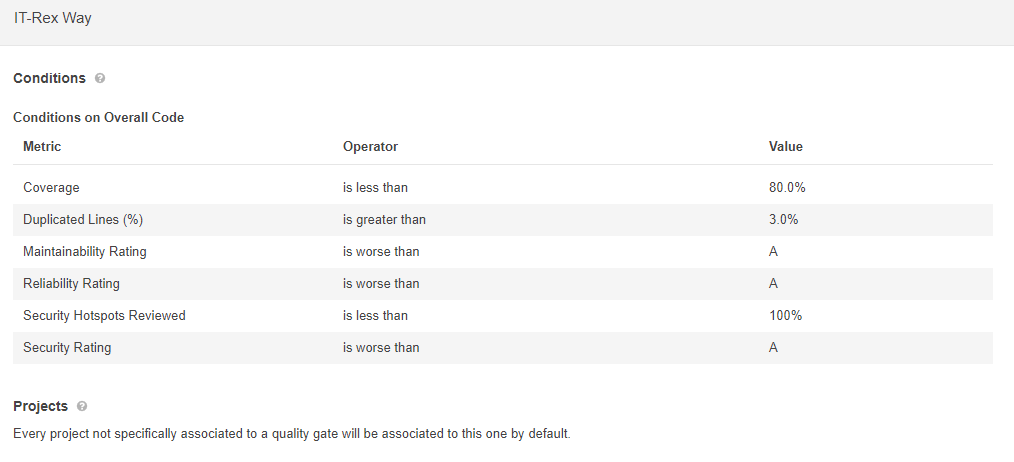 IT-Rex Way
Conditions
Conditions on Overall Code
Metric Operator Value
Coverage is less than 80.0%
Duplicated Lines (%) is greater than 3.0%
Maintainability Rating is worse than A
Reliability Rating is worse than A
Security Hotspots Reviewed is less than 100%
Security Rating is worse than A
Projects
Every project not specifically associated to a quality gate will be associated to this one by default.